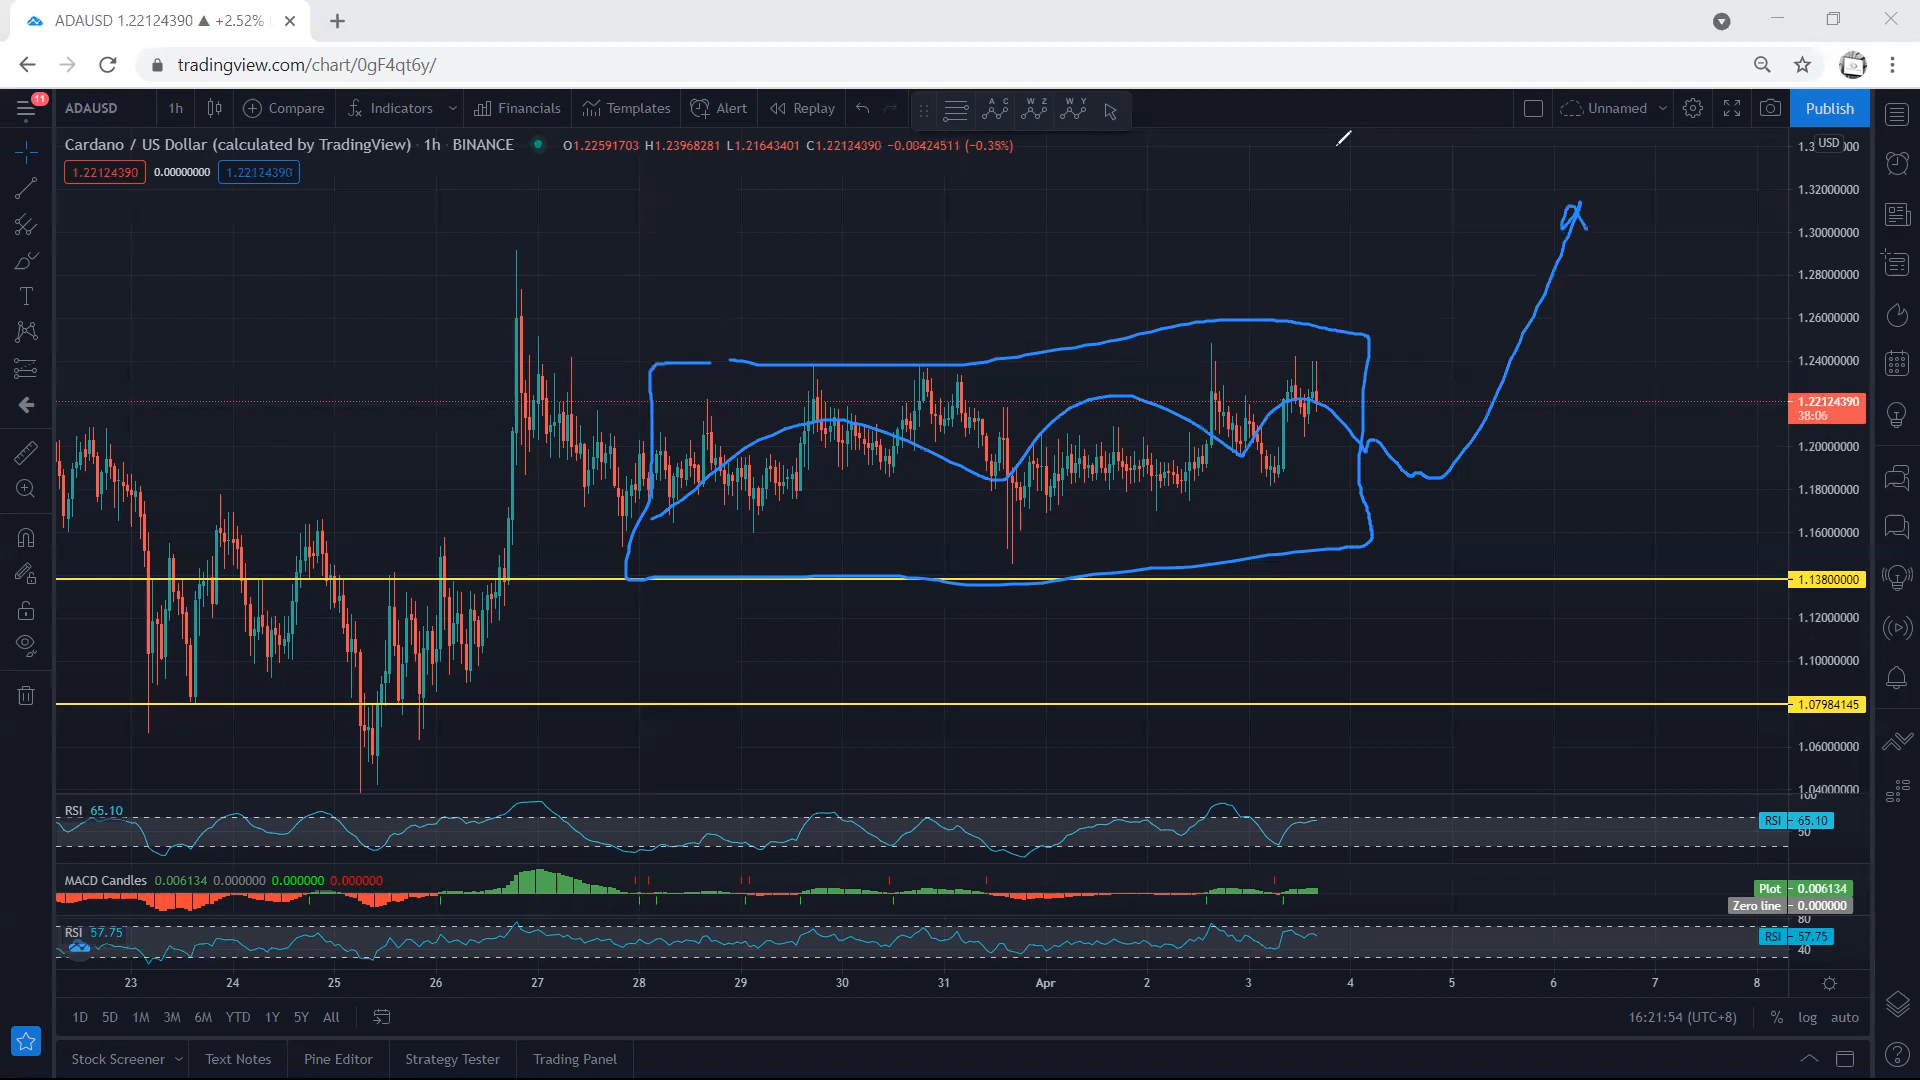 ADAUSD 1.22124390 ▲ +2.52%
tradingview.com/chart/0gF4qt6y/
11
ADAUSD 1h Compare Indicators Financials Templates Alert Replay Unnamed Publish
A C W Z W Y
Cardano / US Dollar (calculated by TradingView) · 1h · BINANCE O1.22591703 H1.23968281 L1.21643401 C1.22124390 −0.00424511 (−0.35%)
1.22124390 0.00000000 1.22124390
USD
1.32000000
1.30000000
1.28000000
1.26000000
1.24000000
1.22124390
38:06
1.20000000
1.18000000
1.16000000
1.13800000
1.12000000
1.10000000
1.07984145
1.06000000
1.04000000
100
RSI 65.10
RSI 65.10
50
MACD Candles 0.006134 0.000000 0.000000 0.000000
Plot 0.006134
Zero line 0.000000
80
RSI 57.75
RSI 57.75
40
23 24 25 26 27 28 29 30 31 Apr 2 3 4 5 6 7 8
1D 5D 1M 3M 6M YTD 1Y 5Y All 16:21:54 (UTC+8) % log auto
Stock Screener Text Notes Pine Editor Strategy Tester Trading Panel